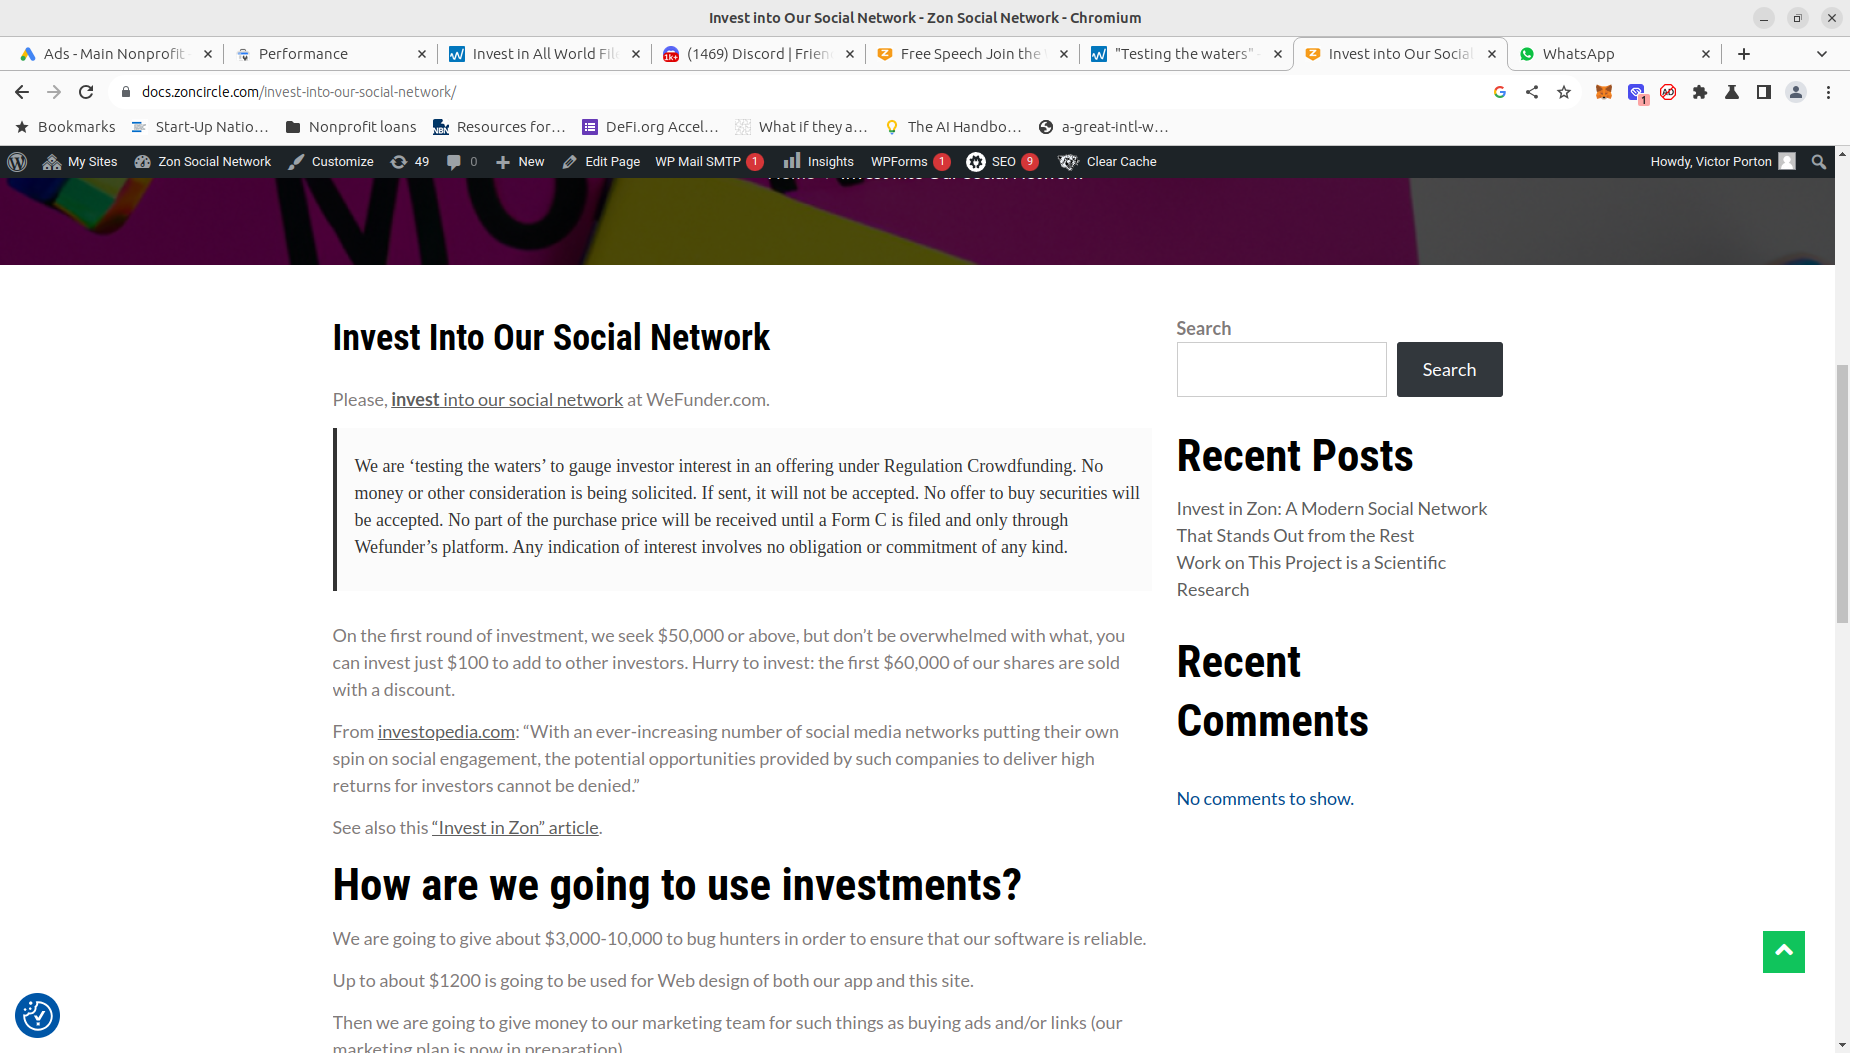 Invest into Our Social Network - Zon Social Network - Chromium
Ads - Main Nonprofit
Performance
Invest in All World File
(1469) Discord | Frien
Free Speech Join the
"Testing the waters"
Invest into Our Social
WhatsApp
docs.zoncircle.com/invest-into-our-social-network/
1
Bookmarks
Start-Up Natio...
Nonprofit loans
Resources for...
DeFi.org Accel...
What if they a...
The AI Handbo...
a-great-intl-w...
My Sites
Zon Social Network
Customize
49
0
New
Edit Page
WP Mail SMTP 1
Insights
WPForms 1
SEO 9
Clear Cache
Howdy, Victor Porton
Invest Into Our Social Network
Please, invest into our social network at WeFunder.com.
We are ‘testing the waters’ to gauge investor interest in an offering under Regulation Crowdfunding. No
money or other consideration is being solicited. If sent, it will not be accepted. No offer to buy securities will
be accepted. No part of the purchase price will be received until a Form C is filed and only through
Wefunder’s platform. Any indication of interest involves no obligation or commitment of any kind.
On the first round of investment, we seek $50,000 or above, but don’t be overwhelmed with what, you
can invest just $100 to add to other investors. Hurry to invest: the first $60,000 of our shares are sold
with a discount.
From investopedia.com: “With an ever-increasing number of social media networks putting their own
spin on social engagement, the potential opportunities provided by such companies to deliver high
returns for investors cannot be denied.”
See also this “Invest in Zon” article.
How are we going to use investments?
We are going to give about $3,000-10,000 to bug hunters in order to ensure that our software is reliable.
Up to about $1200 is going to be used for Web design of both our app and this site.
Then we are going to give money to our marketing team for such things as buying ads and/or links (our
marketing plan is now in preparation)
Search
Search
Recent Posts
Invest in Zon: A Modern Social Network
That Stands Out from the Rest
Work on This Project is a Scientific
Research
Recent
Comments
No comments to show.